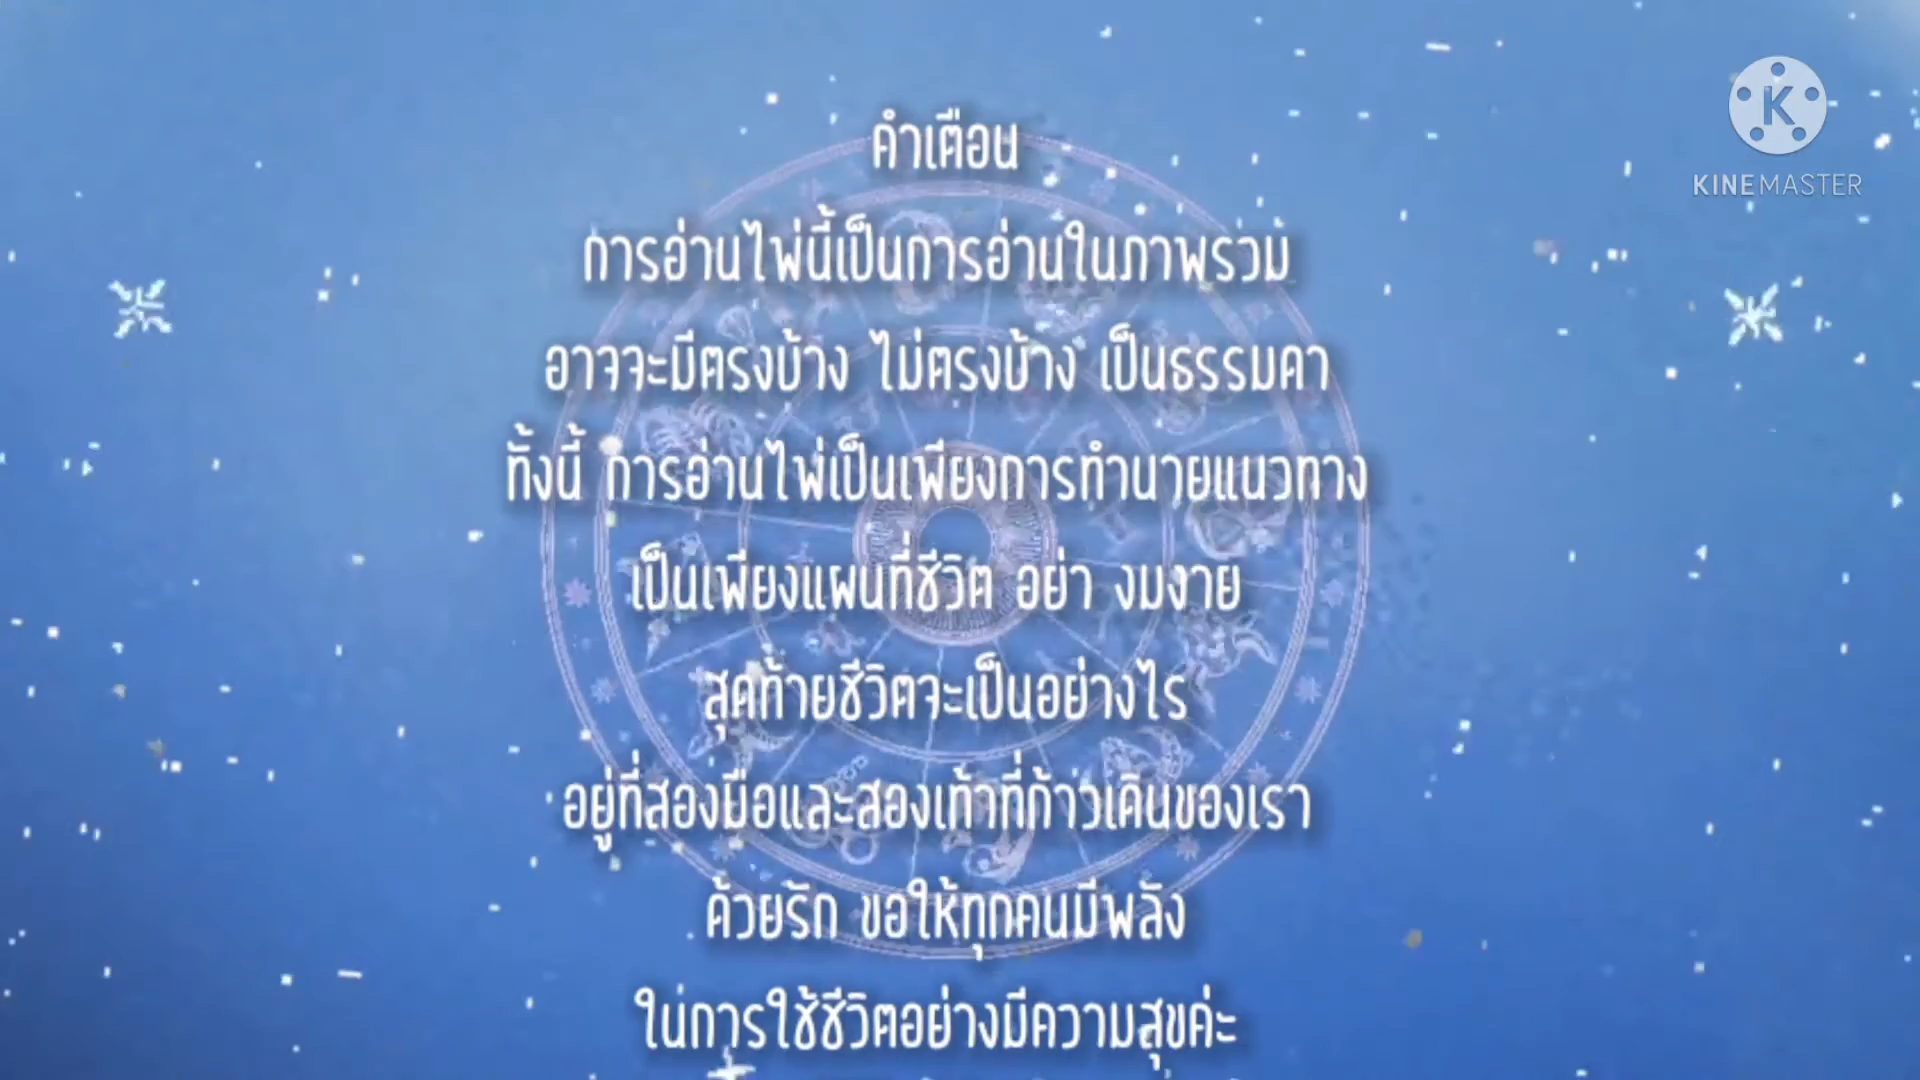 คำเตือน
KINEMASTER
การอ่านไพ่นี้เป็นการอ่านในภาพรวม
อาจจะมีตรงบ้าง ไม่ตรงบ้าง เป็นธรรมดา
ทั้งนี้ การอ่านไพ่เป็นเพียงการทำนายแนวทาง
เป็นเพียงแผนที่ชีวิต อย่า งมงาย
สุดท้ายชีวิตจะเป็นอย่างไร
อยู่ที่สองมือและสองเท้าที่ก้าวเดินของเรา
ด้วยรัก ขอให้ทุกคนมีพลัง
ในการใช้ชีวิตอย่างมีความสุขค่ะ